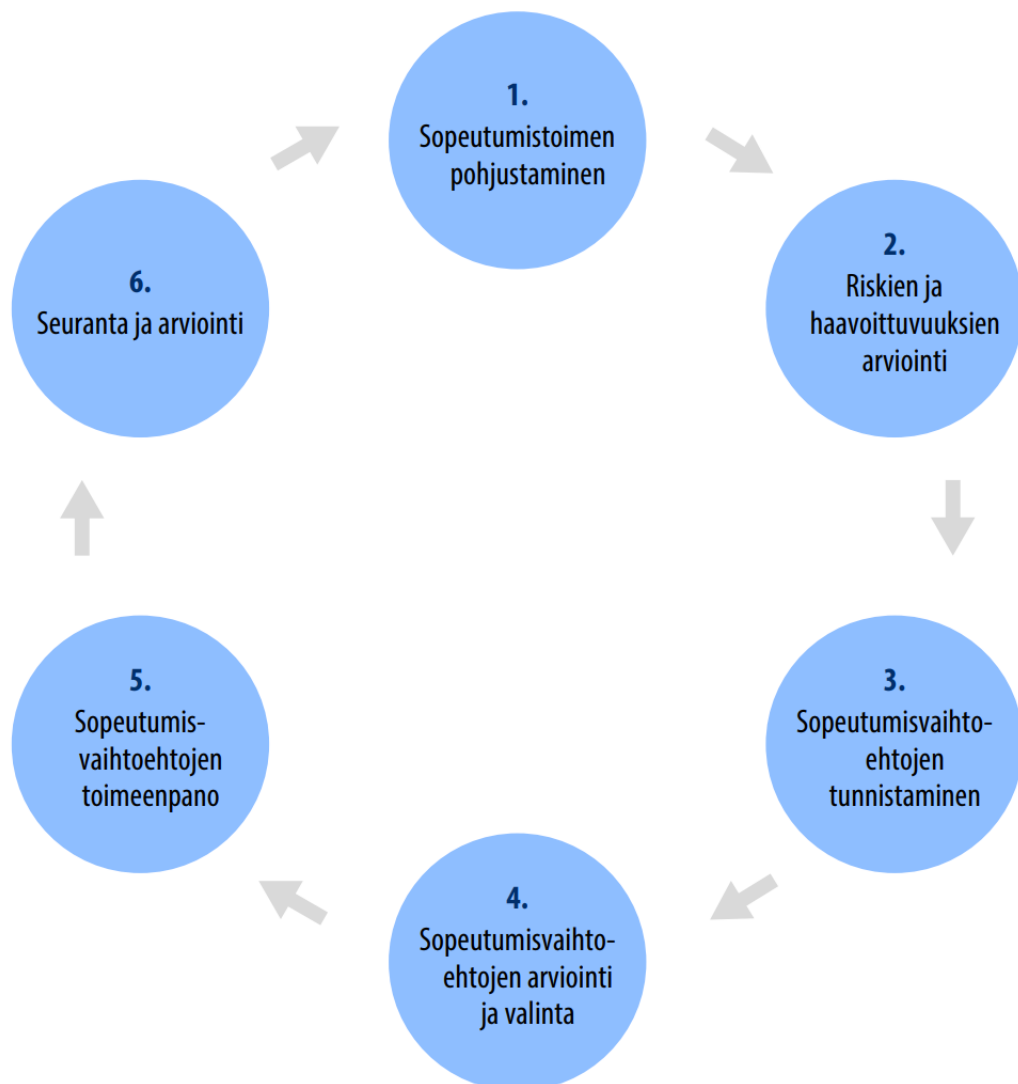 1.
Sopeutumistoimen
pohjustaminen
2.
Riskien ja
haavoittuvuuksien
arviointi
3.
Sopeutumisvaihto-
ehtojen
tunnistaminen
4.
Sopeutumisvaihto-
ehtojen arviointi
ja valinta
5.
Sopeutumis-
vaihtoehtojen
toimeenpano
6.
Seuranta ja arviointi